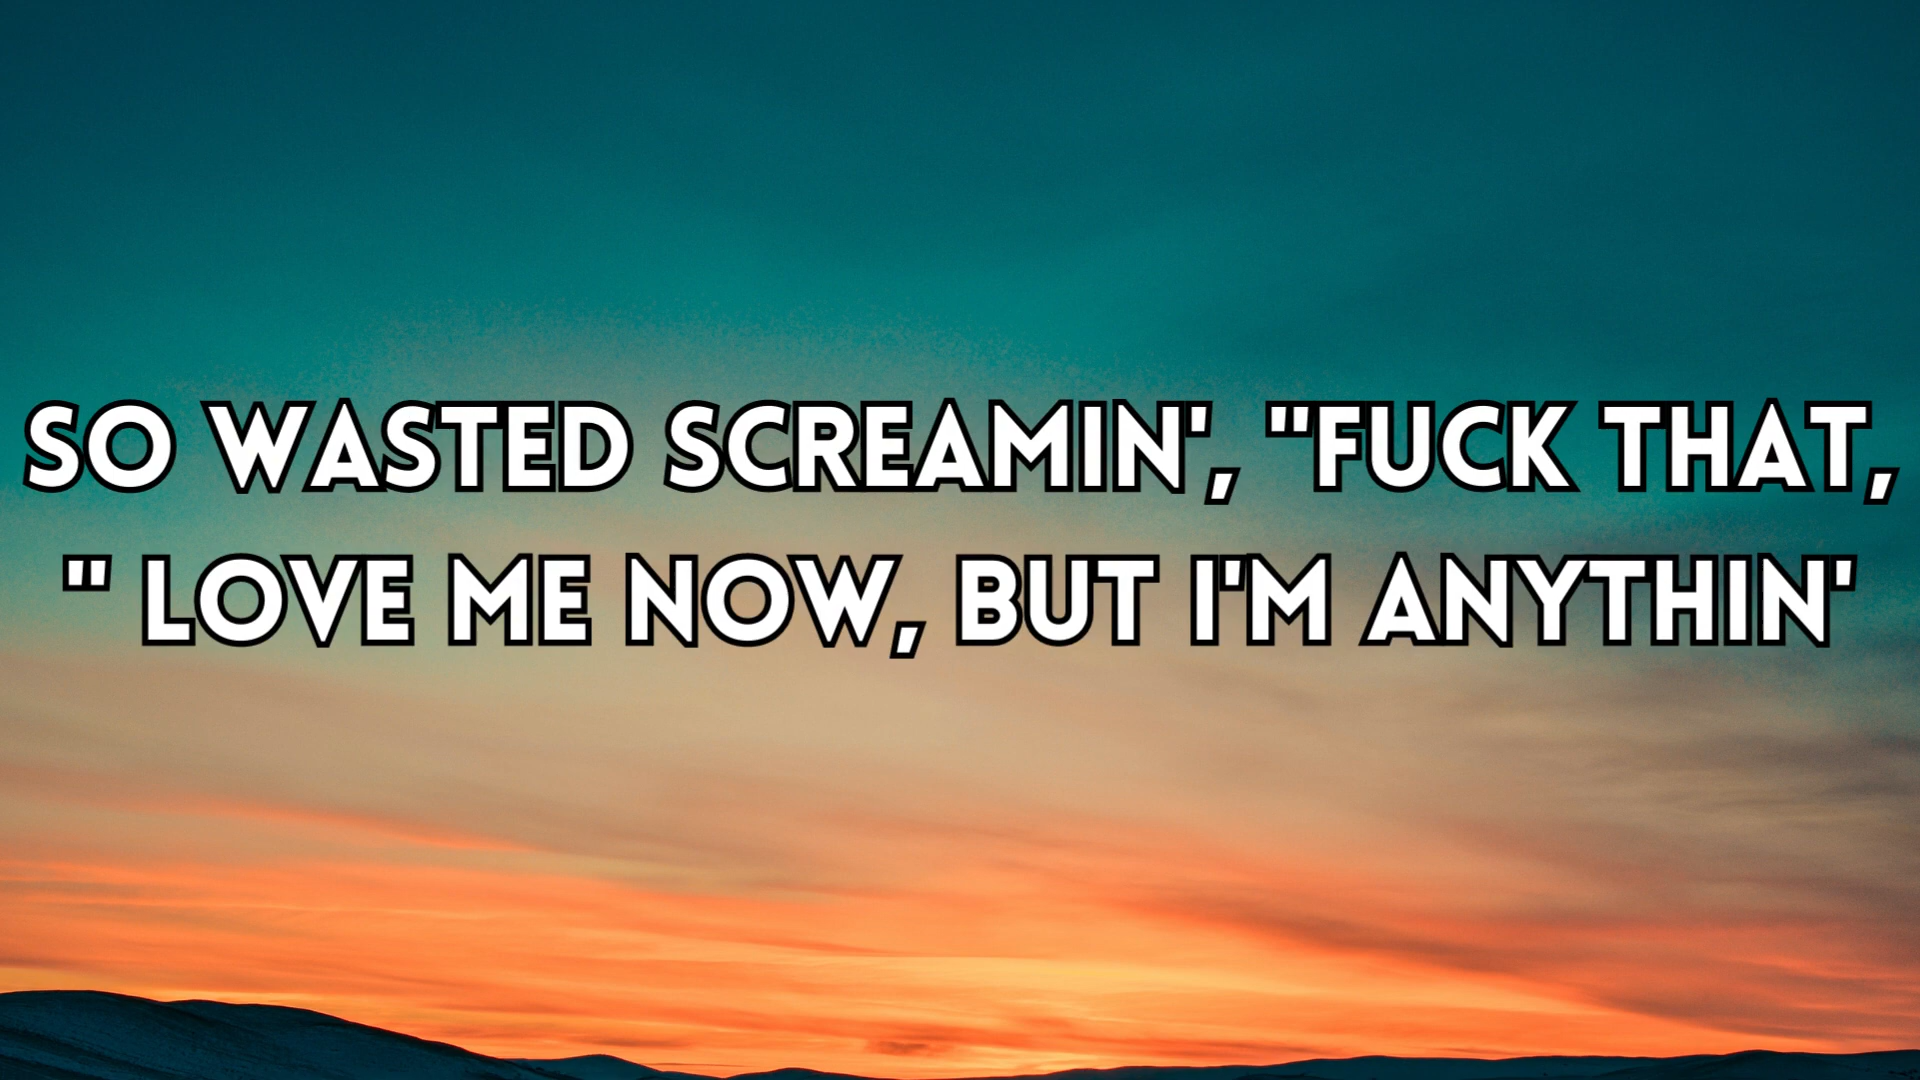 SO WASTED SCREAMIN', "FUCK THAT,
" LOVE ME NOW, BUT I'M ANYTHIN'